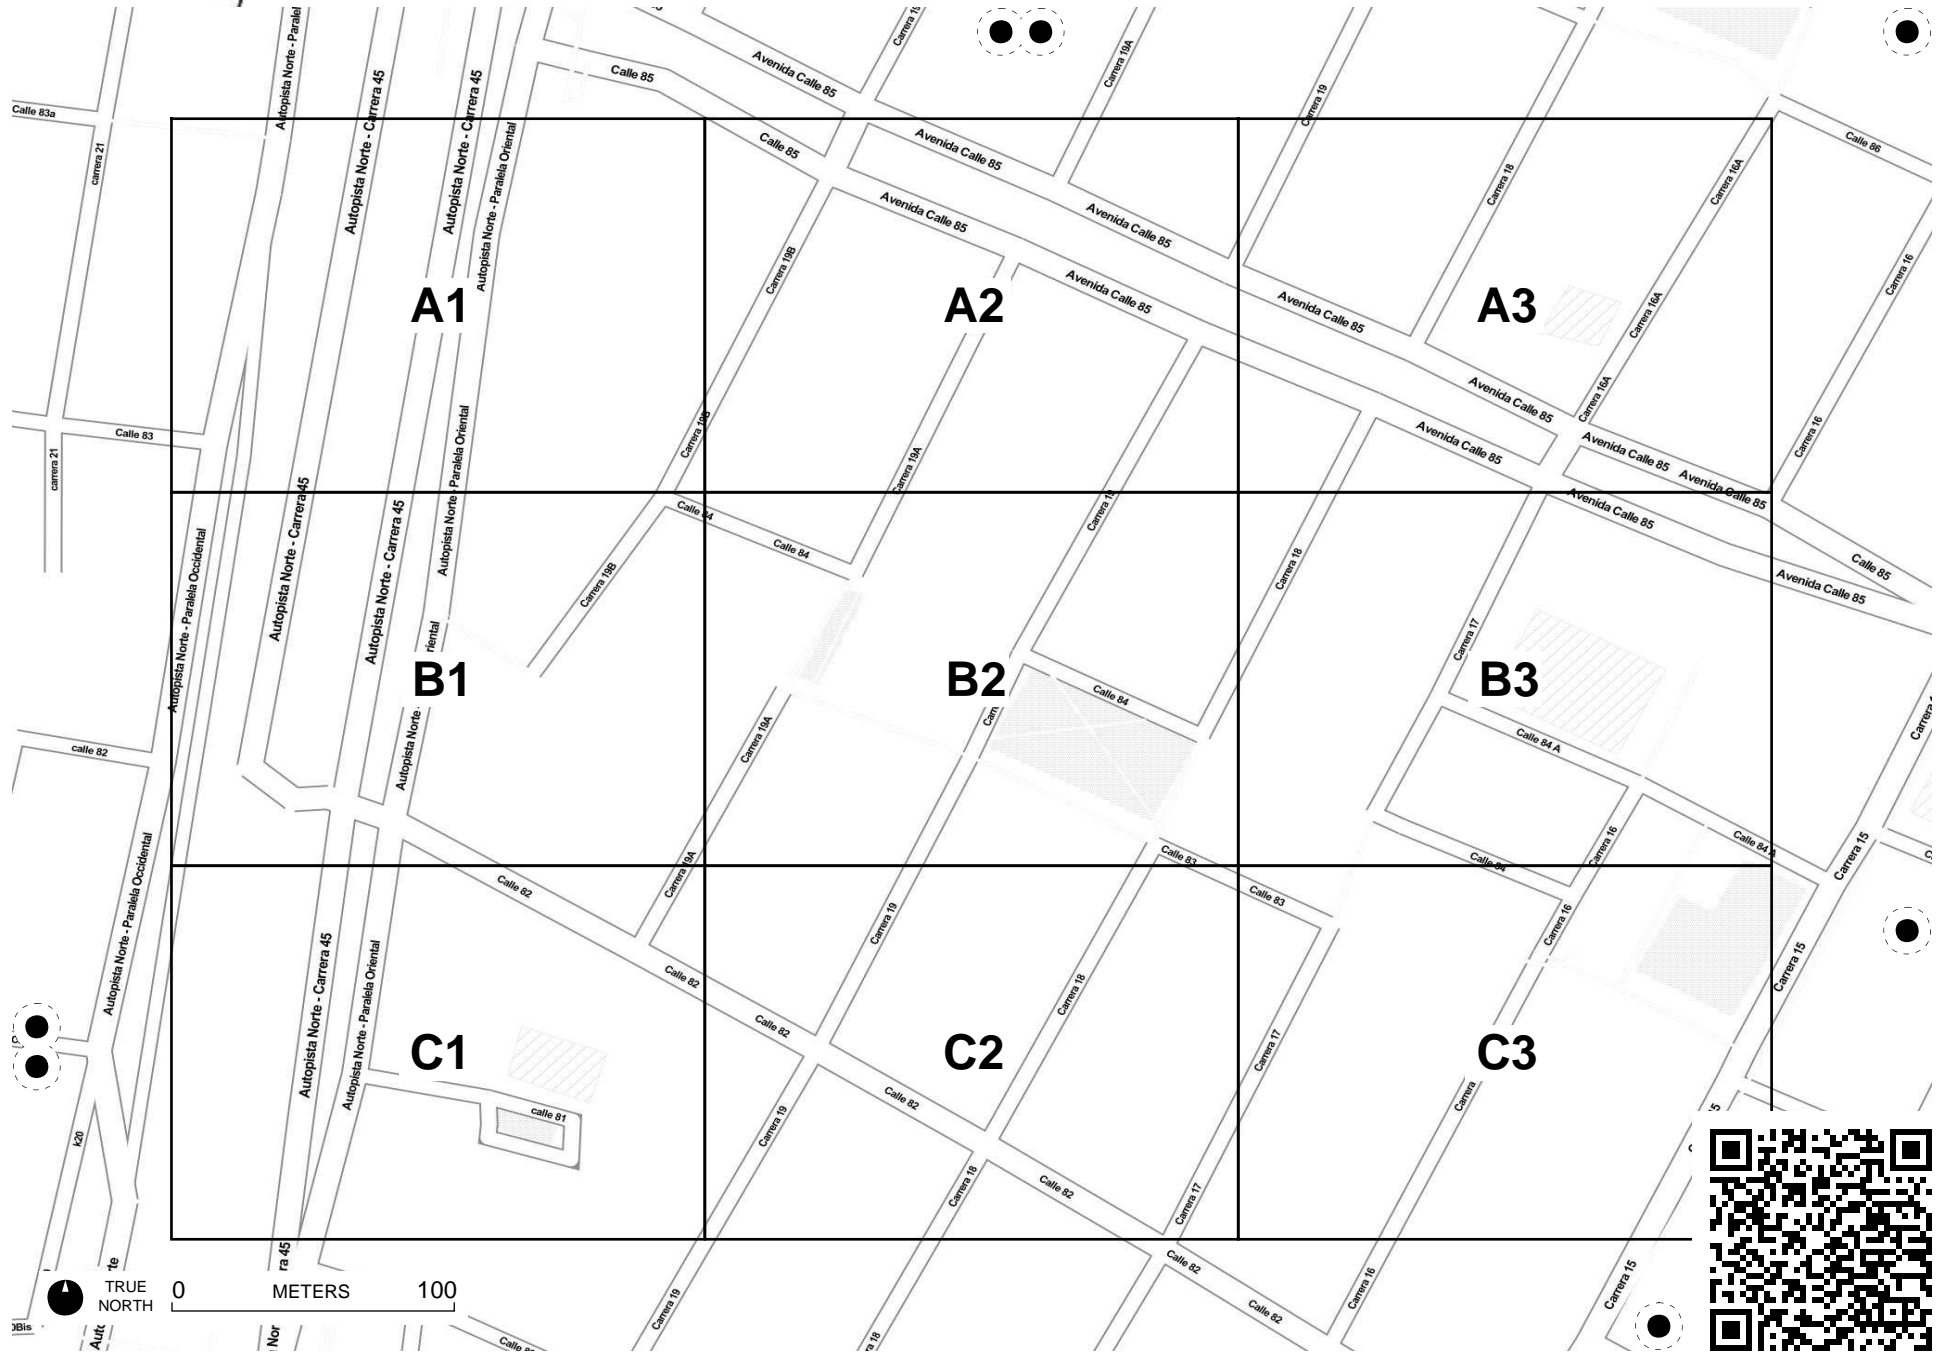 Avenida Calle 85
Carrera 19A
Carrera 19
Calle 85
Autopista Norte - Carrera 45
Autopista Norte - Carrera 45
Calle 83a
Calle 86
carrera 21
Autopista Norte - Paralela Oriental
Calle 85
Avenida Calle 85
Carrera 18
Carrera 16A
Avenida Calle 85
Avenida Calle 85
Carrera 19B
Carrera 16
Avenida Calle 85
Avenida Calle 85
A1
A2
A3
Carrera 16A
Carrera 16A
Avenida Calle 85
Calle 83
Carrera 19B
Autopista Norte - Paralela Oriental
Avenida Calle 85
Avenida Calle 85
Avenida Calle 85
Carrera 16
carrera 21
Carrera 19A
Carrera 19
Calle 84
Avenida Calle 85
Autopista Norte - Carrera 45
Autopista Norte - Carrera 45
Calle 84
Calle 85
Avenida Calle 85
Carrera 19B
Carrera 18
Autopista Norte - Paralela Occidental
Carrera 17
B1
B2
B3
Calle 84
Autopista Norte
oriental
Carrera 19A
Calle 84 A
calle 82
Carrera 16
Calle 84 A
Carrera 15
Autopista Norte - Paralela Occidental
Calle 83
Calle 84
Carrera 19A
Calle 82
Calle 83
Carrera 19
Carrera 16
Calle 82
Carrera 18
Carrera 15
Autopista Norte - Carrera 45
Autopista Norte - Paralela Oriental
Calle 82
Carrera 17
C1
C2
C3
Calle 82
Carrera
calle 81
Carrera 19
k20
Calle 82
Carrera 18
Carrera 17
Calle 82
Calle 82
Carrera 19
Carrera 16
Carrera 15
TRUE
NORTH
0 METERS 100